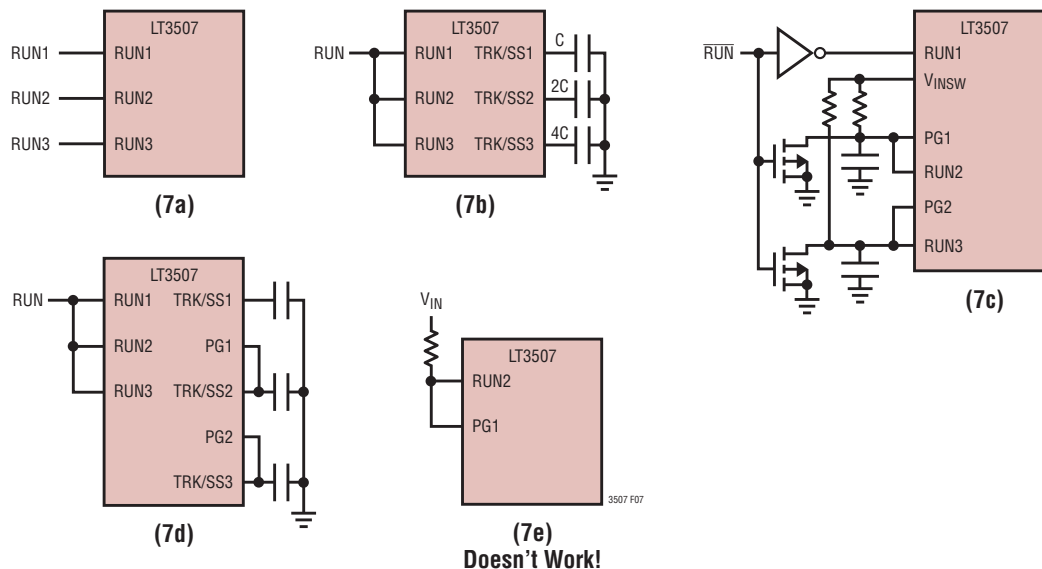 LT3507
RUN1 RUN1
RUN2 RUN2
RUN3 RUN3
(7a)
LT3507
RUN RUN1 TRK/SS1 C
RUN2 TRK/SS2 2C
RUN3 TRK/SS3 4C
(7b)
LT3507
RUN RUN1
VINSW
PG1
RUN2
PG2
RUN3
(7c)
LT3507
RUN RUN1 TRK/SS1
RUN2 PG1
RUN3 TRK/SS2
PG2
TRK/SS3
(7d)
VIN
LT3507
RUN2
PG1
3507 F07
(7e)
Doesn't Work!